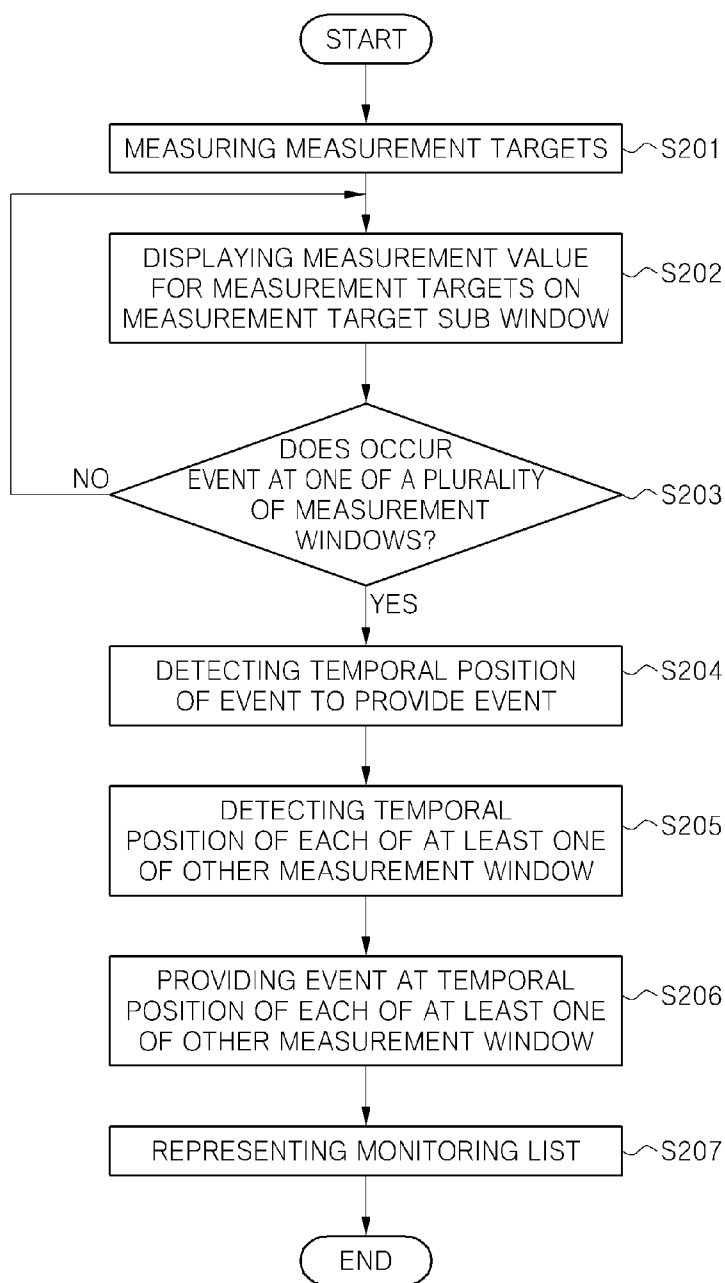 START
MEASURING MEASUREMENT TARGETS
S201
DISPLAYING MEASUREMENT VALUE
FOR MEASUREMENT TARGETS ON
MEASUREMENT TARGET SUB WINDOW
S202
DOES OCCUR
EVENT AT ONE OF A PLURALITY
OF MEASUREMENT
WINDOWS?
S203
NO
YES
DETECTING TEMPORAL POSITION
OF EVENT TO PROVIDE EVENT
S204
DETECTING TEMPORAL
POSITION OF EACH OF AT LEAST ONE
OF OTHER MEASUREMENT WINDOW
S205
PROVIDING EVENT AT TEMPORAL
POSITION OF EACH OF AT LEAST ONE
OF OTHER MEASUREMENT WINDOW
S206
REPRESENTING MONITORING LIST
S207
END